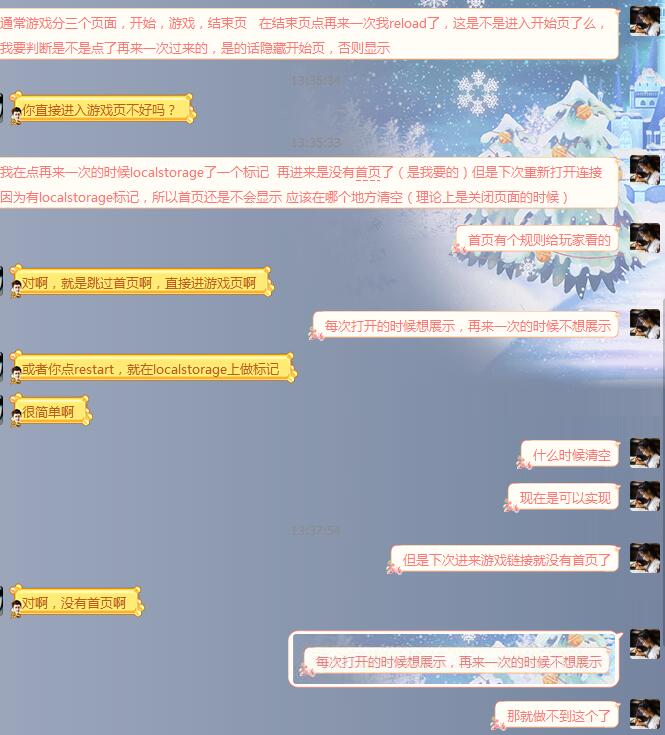 通常游戏分三个页面，开始，游戏，结束页   在结束页点再来一次我reload了，这是不是进入开始页了么，
我要判断是不是点了再来一次过来的，是的话隐藏开始页，否则显示
13:35:34
你直接进入游戏页不好吗？
13:35:33
我在点再来一次的时候localstorage了一个标记  再进来是没有首页了（是我要的）但是下次重新打开连接
因为有localstorage标记，所以首页还是不会显示 应该在哪个地方清空（理论上是关闭页面的时候）
首页有个规则给玩家看的
对啊，就是跳过首页啊，直接进游戏页啊
每次打开的时候想展示，再来一次的时候不想展示
或者你点restart，就在localstorage上做标记
很简单啊
什么时候清空
现在是可以实现
13:37:54
但是下次进来游戏链接就没有首页了
对啊，没有首页啊
每次打开的时候想展示，再来一次的时候不想展示
那就做不到这个了